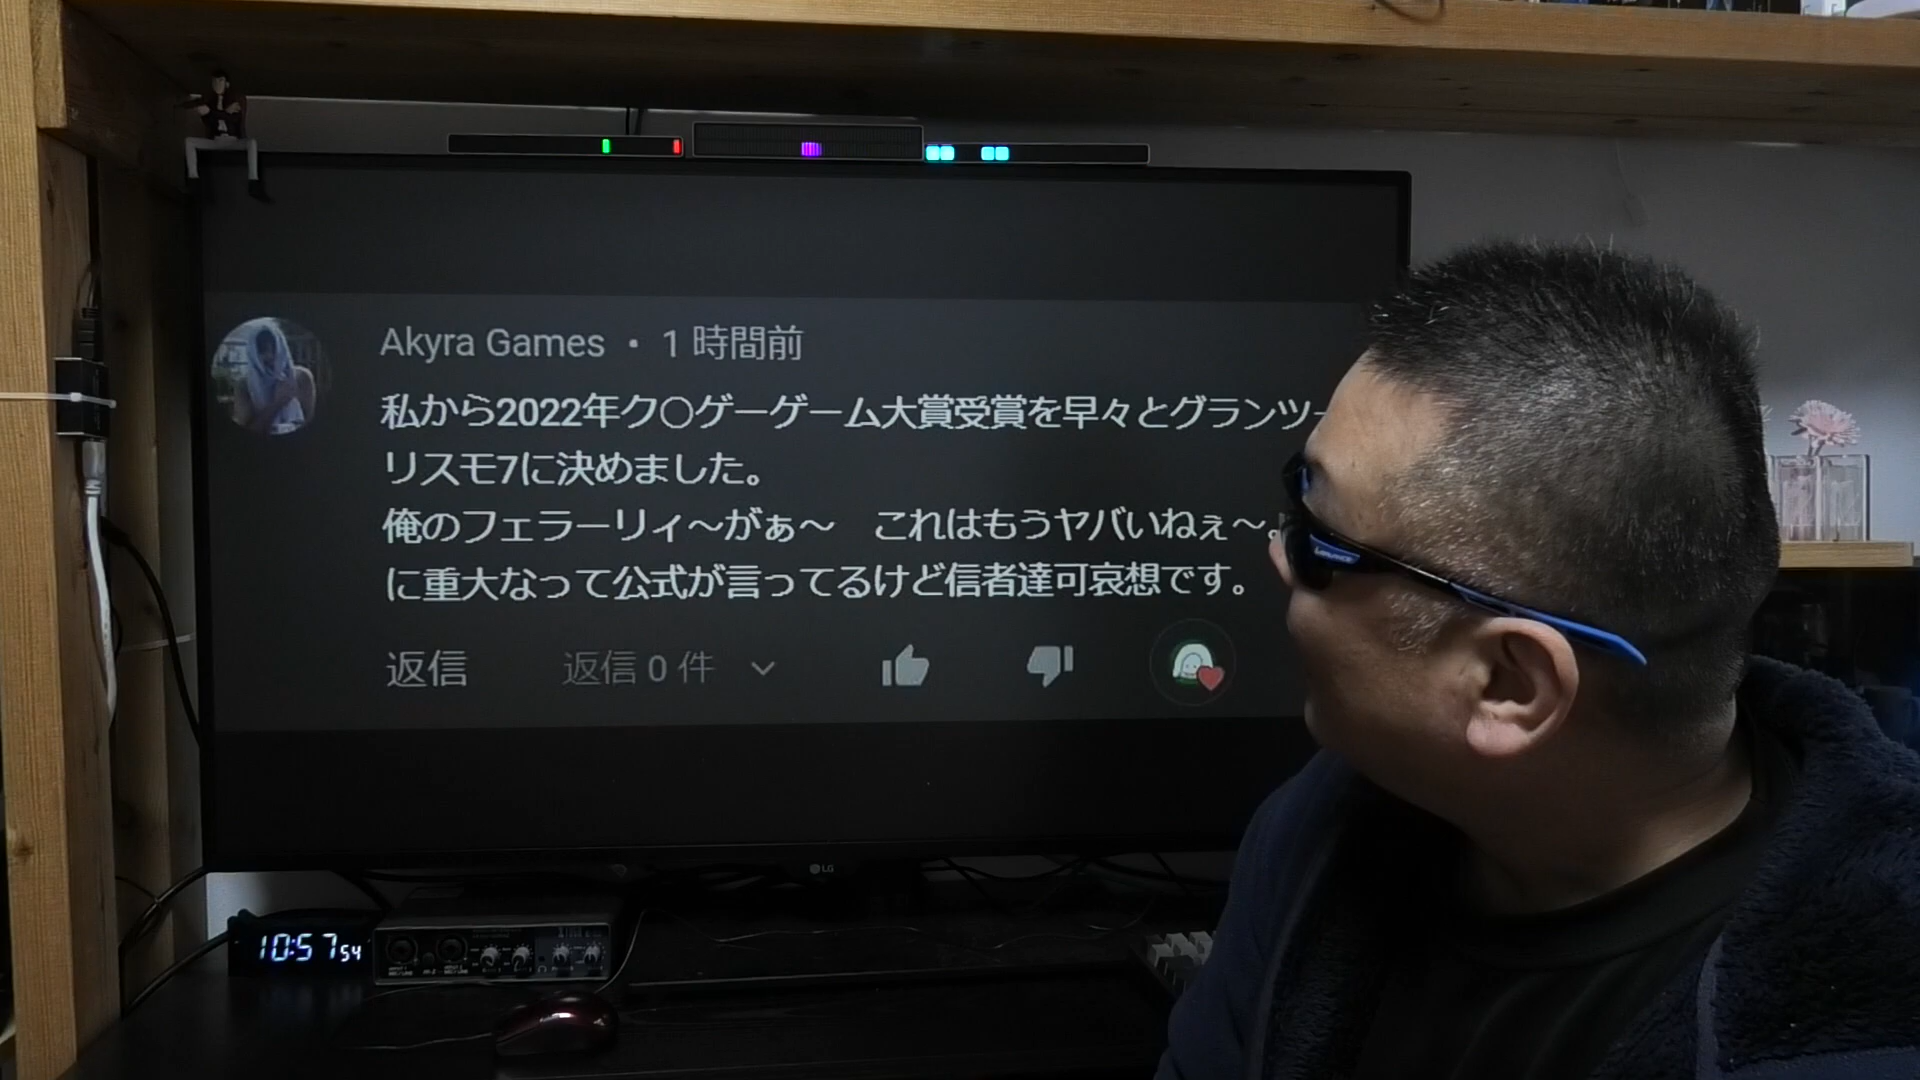 Akyra Games ・ 1 時間前
私から2022年ク〇ゲーゲーム大賞受賞を早々とグランツー
リスモ7に決めました。
俺のフェラーリィ～がぁ～　これはもうヤバいねぇ～。
に重大なって公式が言ってるけど信者達可哀想です。
返信 返信 0 件
LG
10:57 54